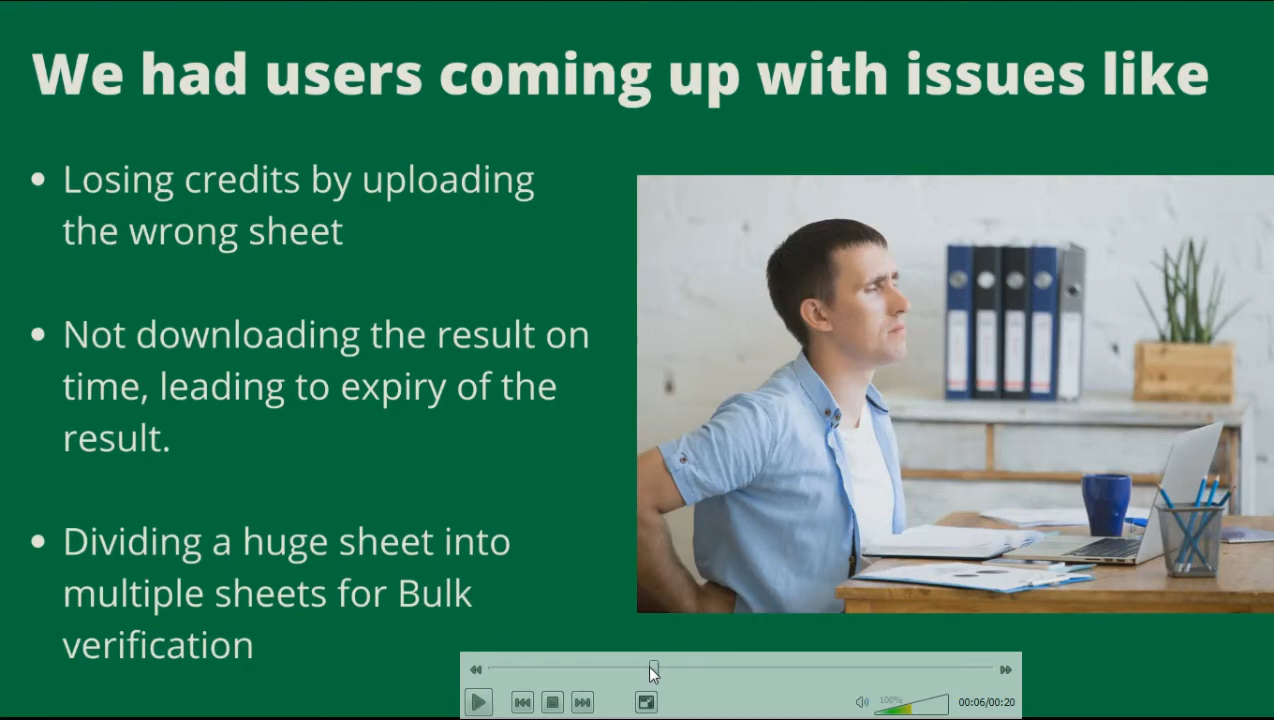 We had users coming up with issues like
• Losing credits by uploading
the wrong sheet
• Not downloading the result on
time, leading to expiry of the
result.
• Dividing a huge sheet into
multiple sheets for Bulk
verification
100%
00:06/00:20